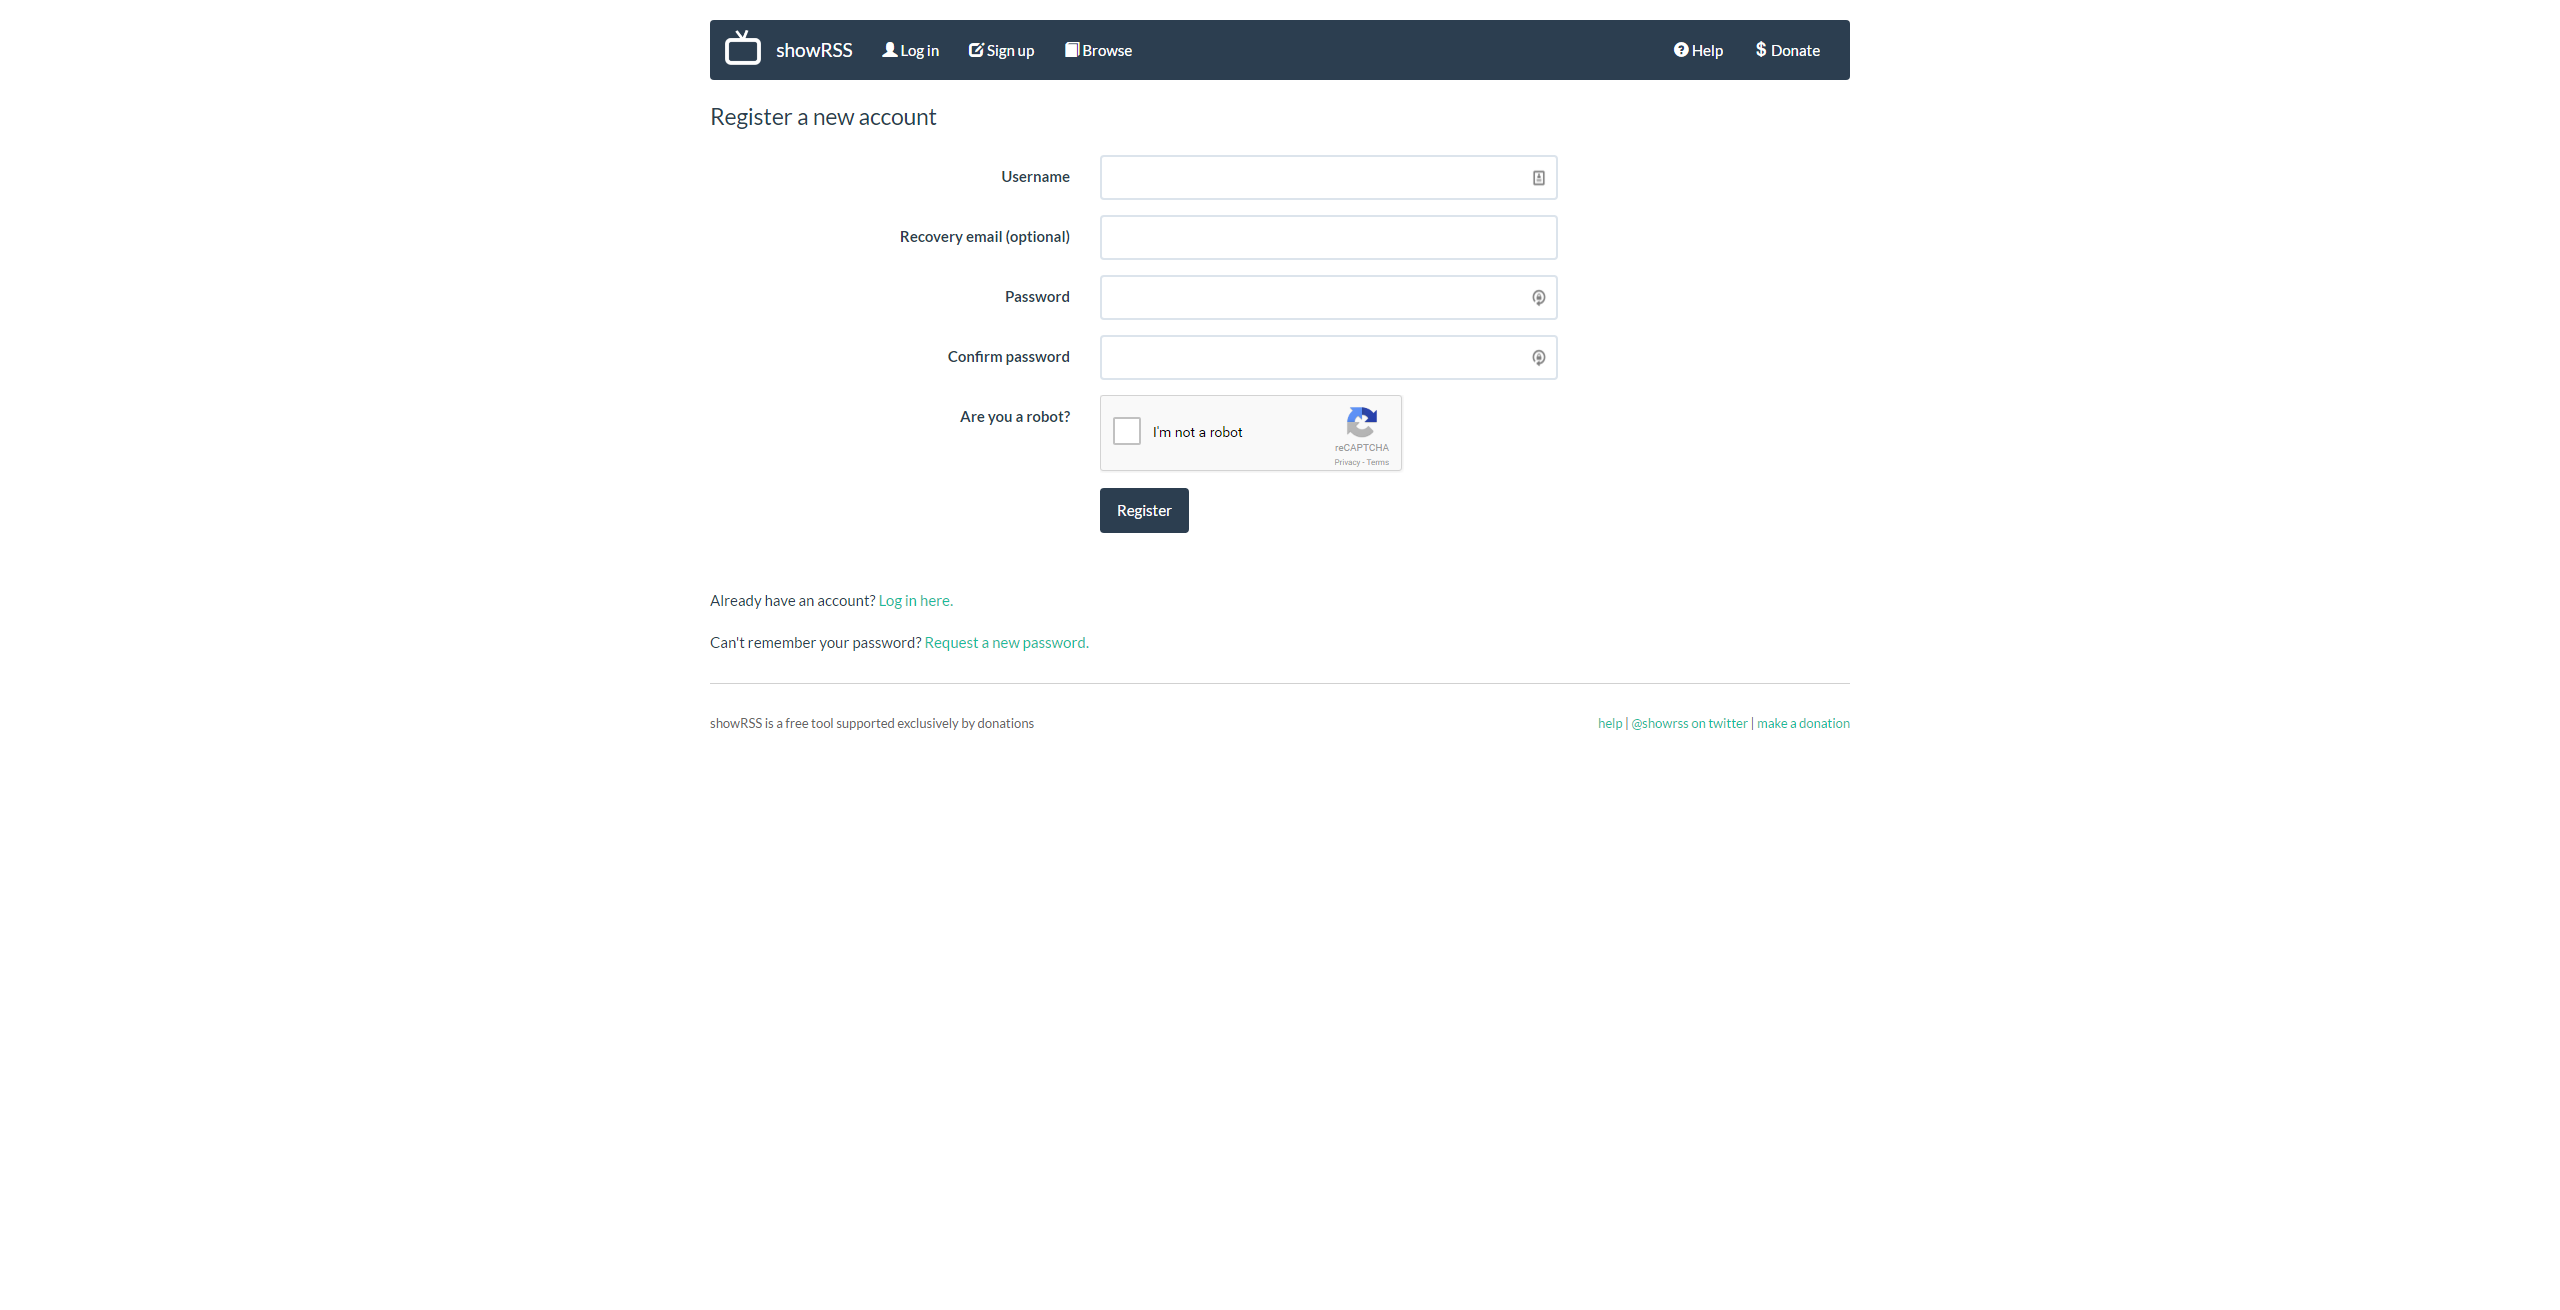 showRSS Log in Sign up Browse Help $ Donate
Register a new account
Username
Recovery email (optional)
Password
Confirm password
Are you a robot?
I'm not a robot
reCAPTCHA
Privacy - Terms
Register
Already have an account? Log in here.
Can't remember your password? Request a new password.
showRSS is a free tool supported exclusively by donations
help | @showrss on twitter | make a donation